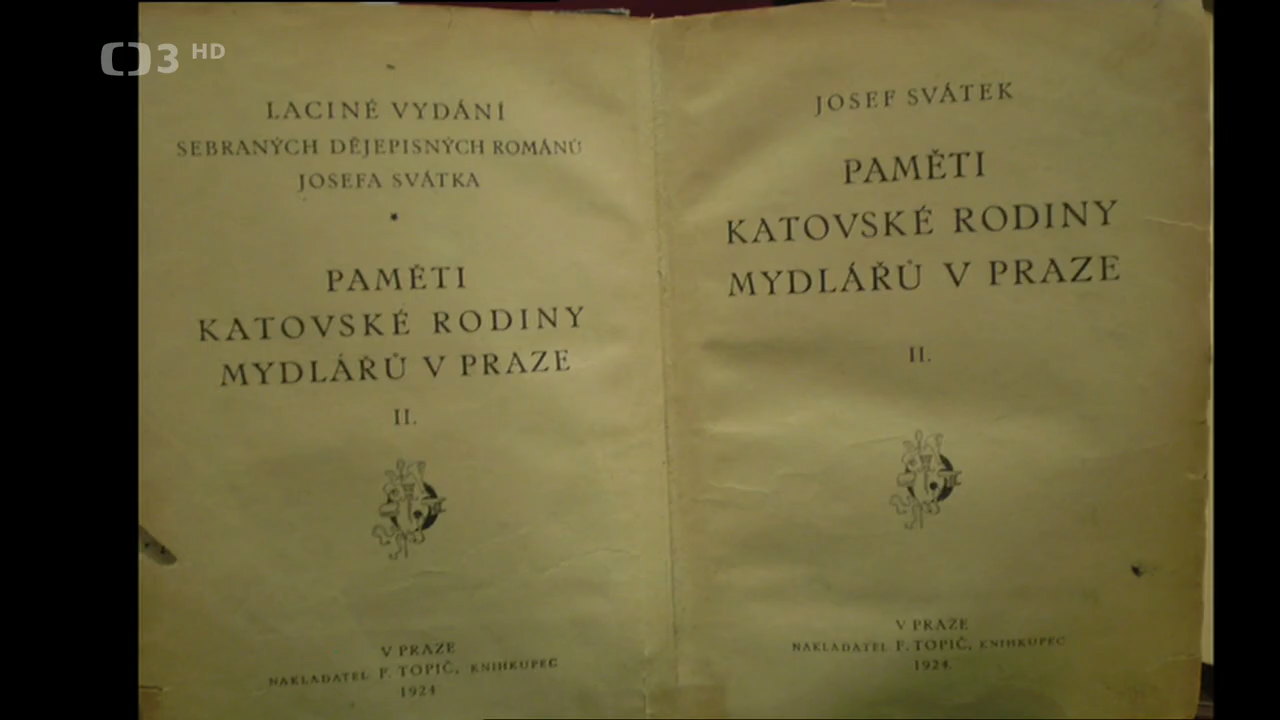 3 HD
LACINÉ VYDÁNÍ
SEBRANÝCH DĚJEPISNÝCH ROMÁNŮ
JOSEFA SVÁTKA
*
PAMĚTI
KATOVSKÉ RODINY
MYDLÁŘŮ V PRAZE
II.
V PRAZE
NAKLADATEL F. TOPIČ, KNIHKUPEC
1924
JOSEF SVÁTEK
PAMĚTI
KATOVSKÉ RODINY
MYDLÁŘŮ V PRAZE
II.
V PRAZE
NAKLADATEL F. TOPIČ, KNIHKUPEC
1924.